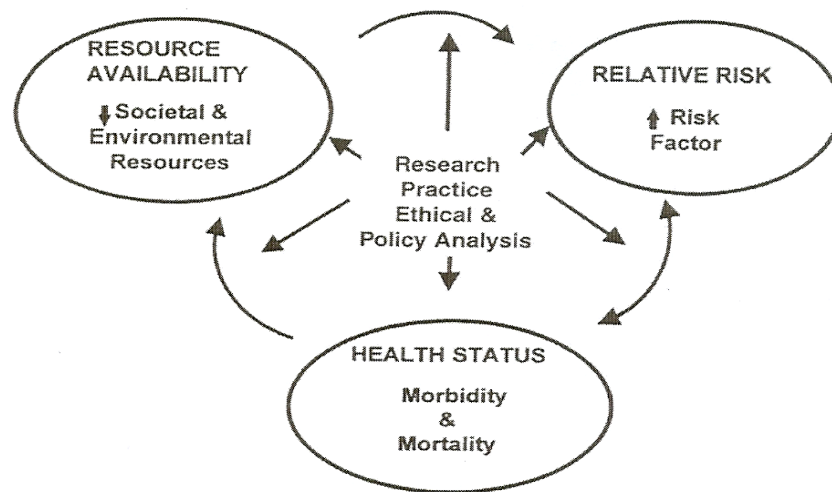 RESOURCE
AVAILABILITY
Societal &
Environmental
Resources
RELATIVE RISK
Risk
Factor
Research
Practice
Ethical &
Policy Analysis
HEALTH STATUS
Morbidity
&
Mortality